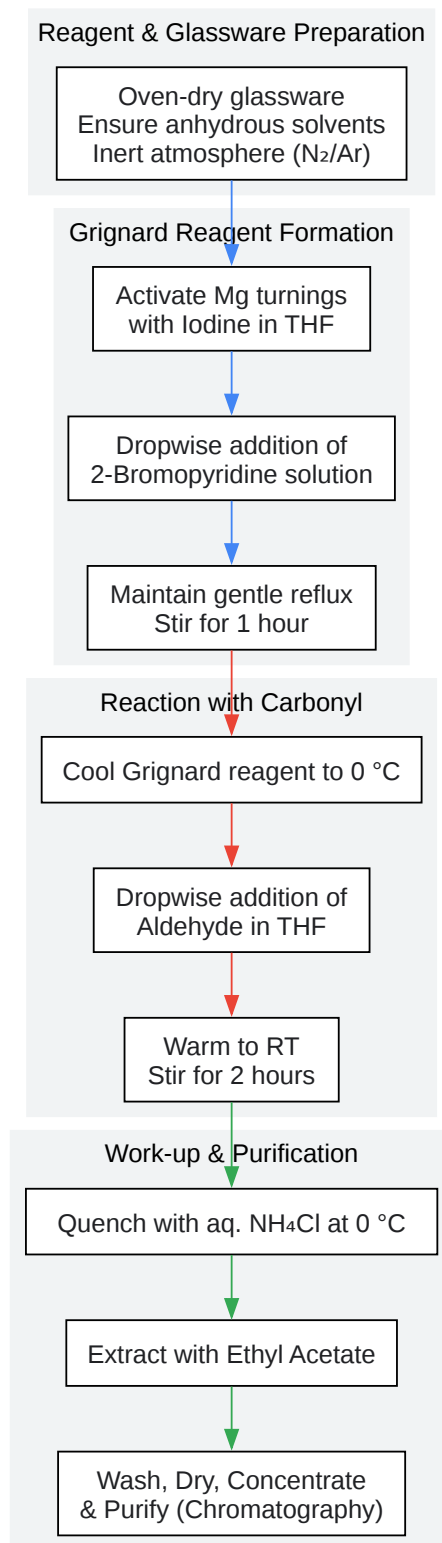 Reagent & Glassware Preparation
Oven-dry glassware
Ensure anhydrous solvents
Inert atmosphere (N₂/Ar)
Grignard Reagent Formation
Activate Mg turnings
with Iodine in THF
Dropwise addition of
2-Bromopyridine solution
Maintain gentle reflux
Stir for 1 hour
Reaction with Carbonyl
Cool Grignard reagent to 0 °C
Dropwise addition of
Aldehyde in THF
Warm to RT
Stir for 2 hours
Work-up & Purification
Quench with aq. NH₄Cl at 0 °C
Extract with Ethyl Acetate
Wash, Dry, Concentrate
& Purify (Chromatography)